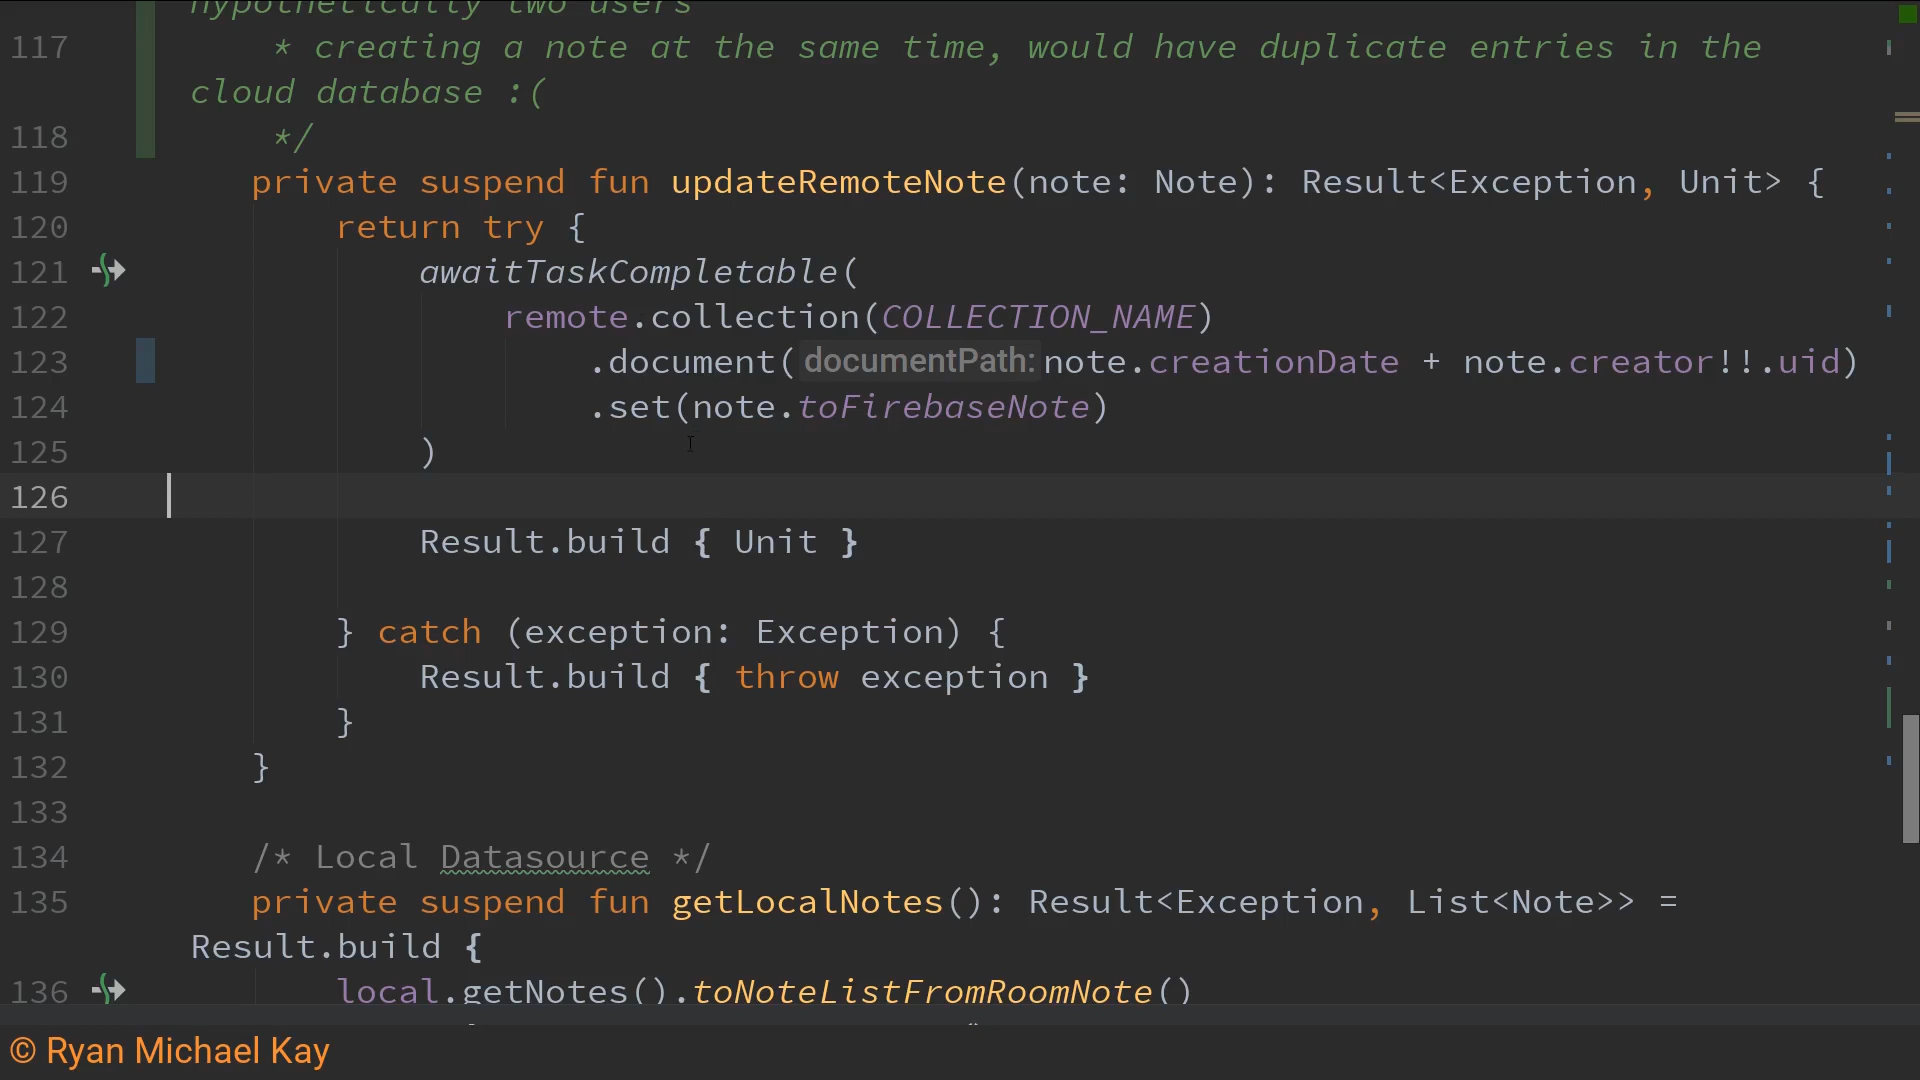 hypothetically two users
117 * creating a note at the same time, would have duplicate entries in the
cloud database :(
118 */
119 private suspend fun updateRemoteNote(note: Note): Result<Exception, Unit> {
120 return try {
121 awaitTaskCompletable(
122 remote.collection(COLLECTION_NAME)
123 .document( documentPath: note.creationDate + note.creator!!.uid)
124 .set(note.toFirebaseNote)
125 )
126
127 Result.build { Unit }
128
129 } catch (exception: Exception) {
130 Result.build { throw exception }
131 }
132 }
133
134 /* Local Datasource */
135 private suspend fun getLocalNotes(): Result<Exception, List<Note>> =
Result.build {
136 local.getNotes().toNoteListFromRoomNote()
© Ryan Michael Kay